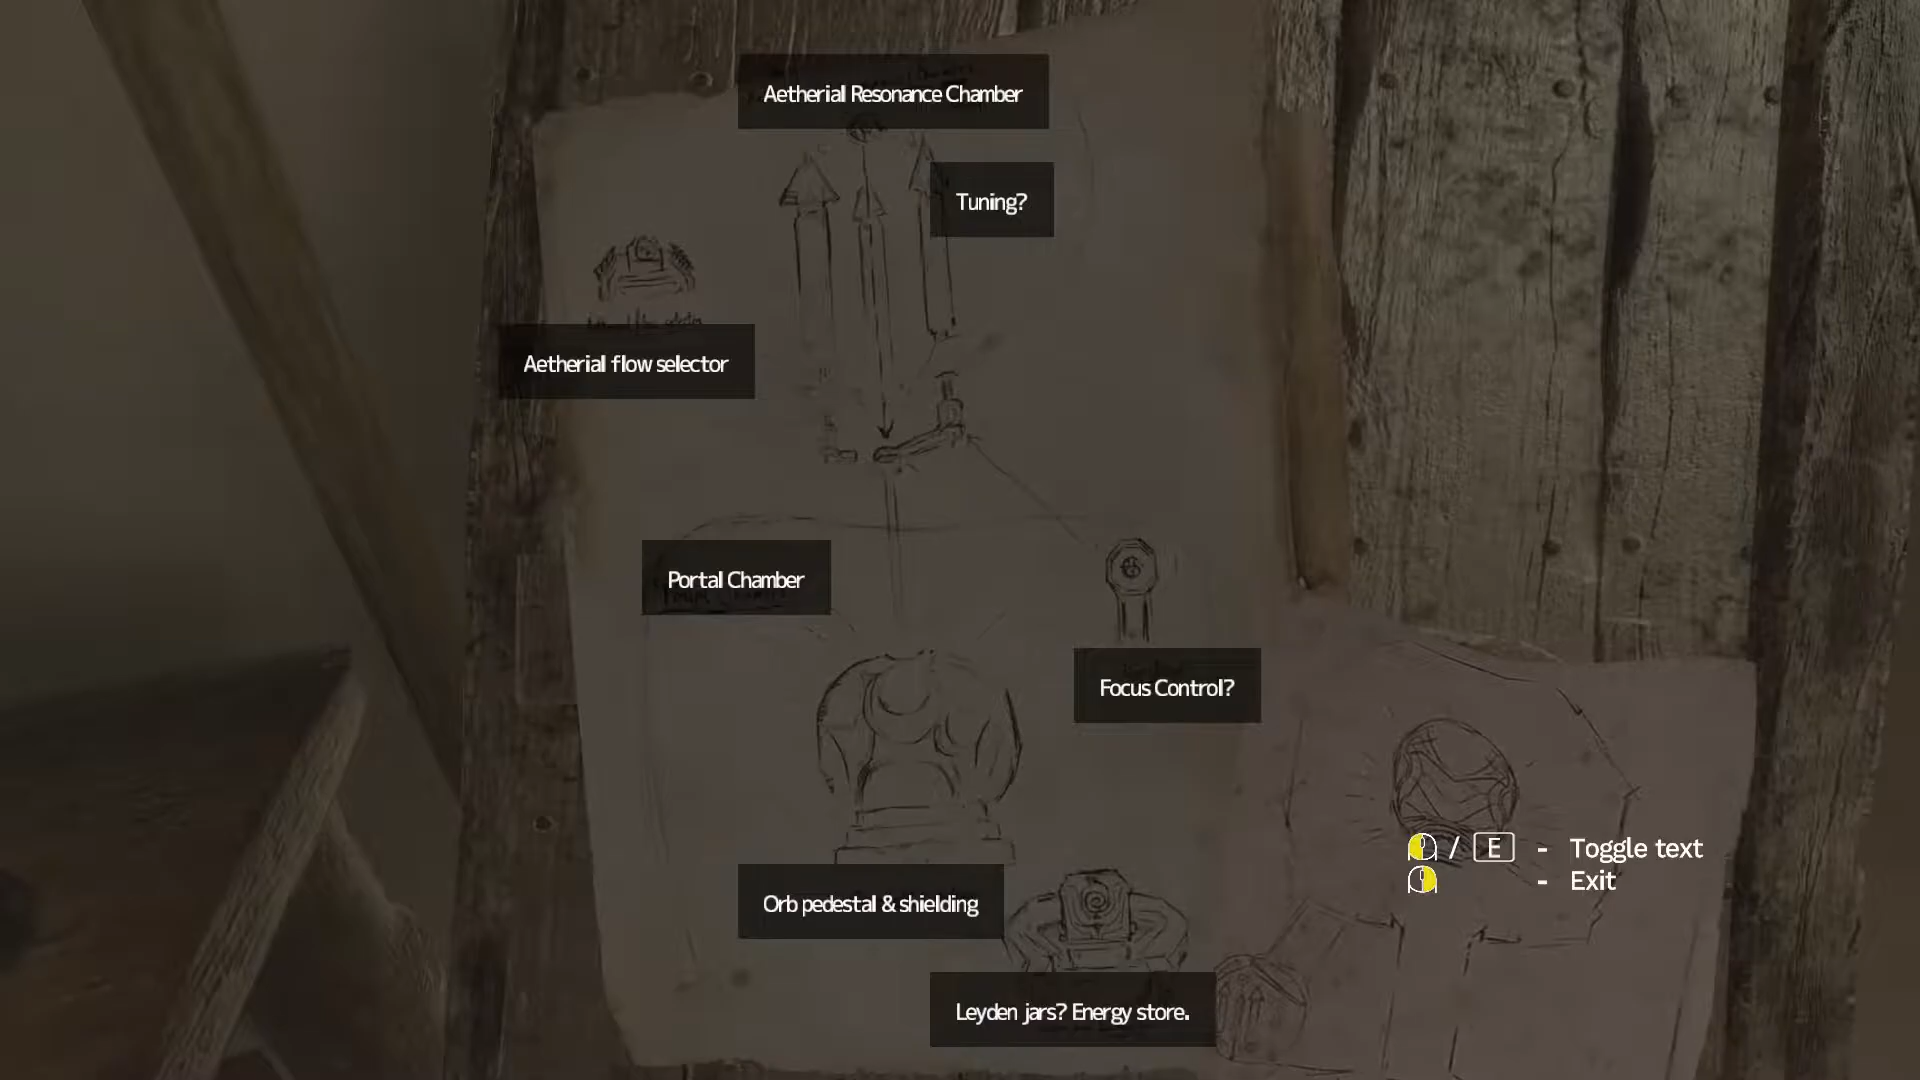 Aetherial Resonance Chamber
Tuning?
Aetherial flow selector
Portal Chamber
Focus Control?
/ E - Toggle text
- Exit
Orb pedestal & shielding
Leyden jars? Energy store.